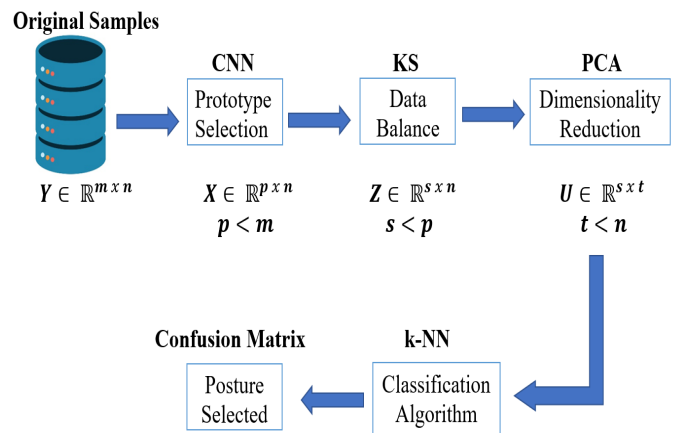 Original Samples
CNN
KS
PCA
Prototype
Selection
Data
Balance
Dimensionality
Reduction
Y ∈ ℝ^{m x n}
X ∈ ℝ^{p x n}
p < m
Z ∈ ℝ^{s x n}
s < p
U ∈ ℝ^{s x t}
t < n
Confusion Matrix
k-NN
Posture
Selected
Classification
Algorithm